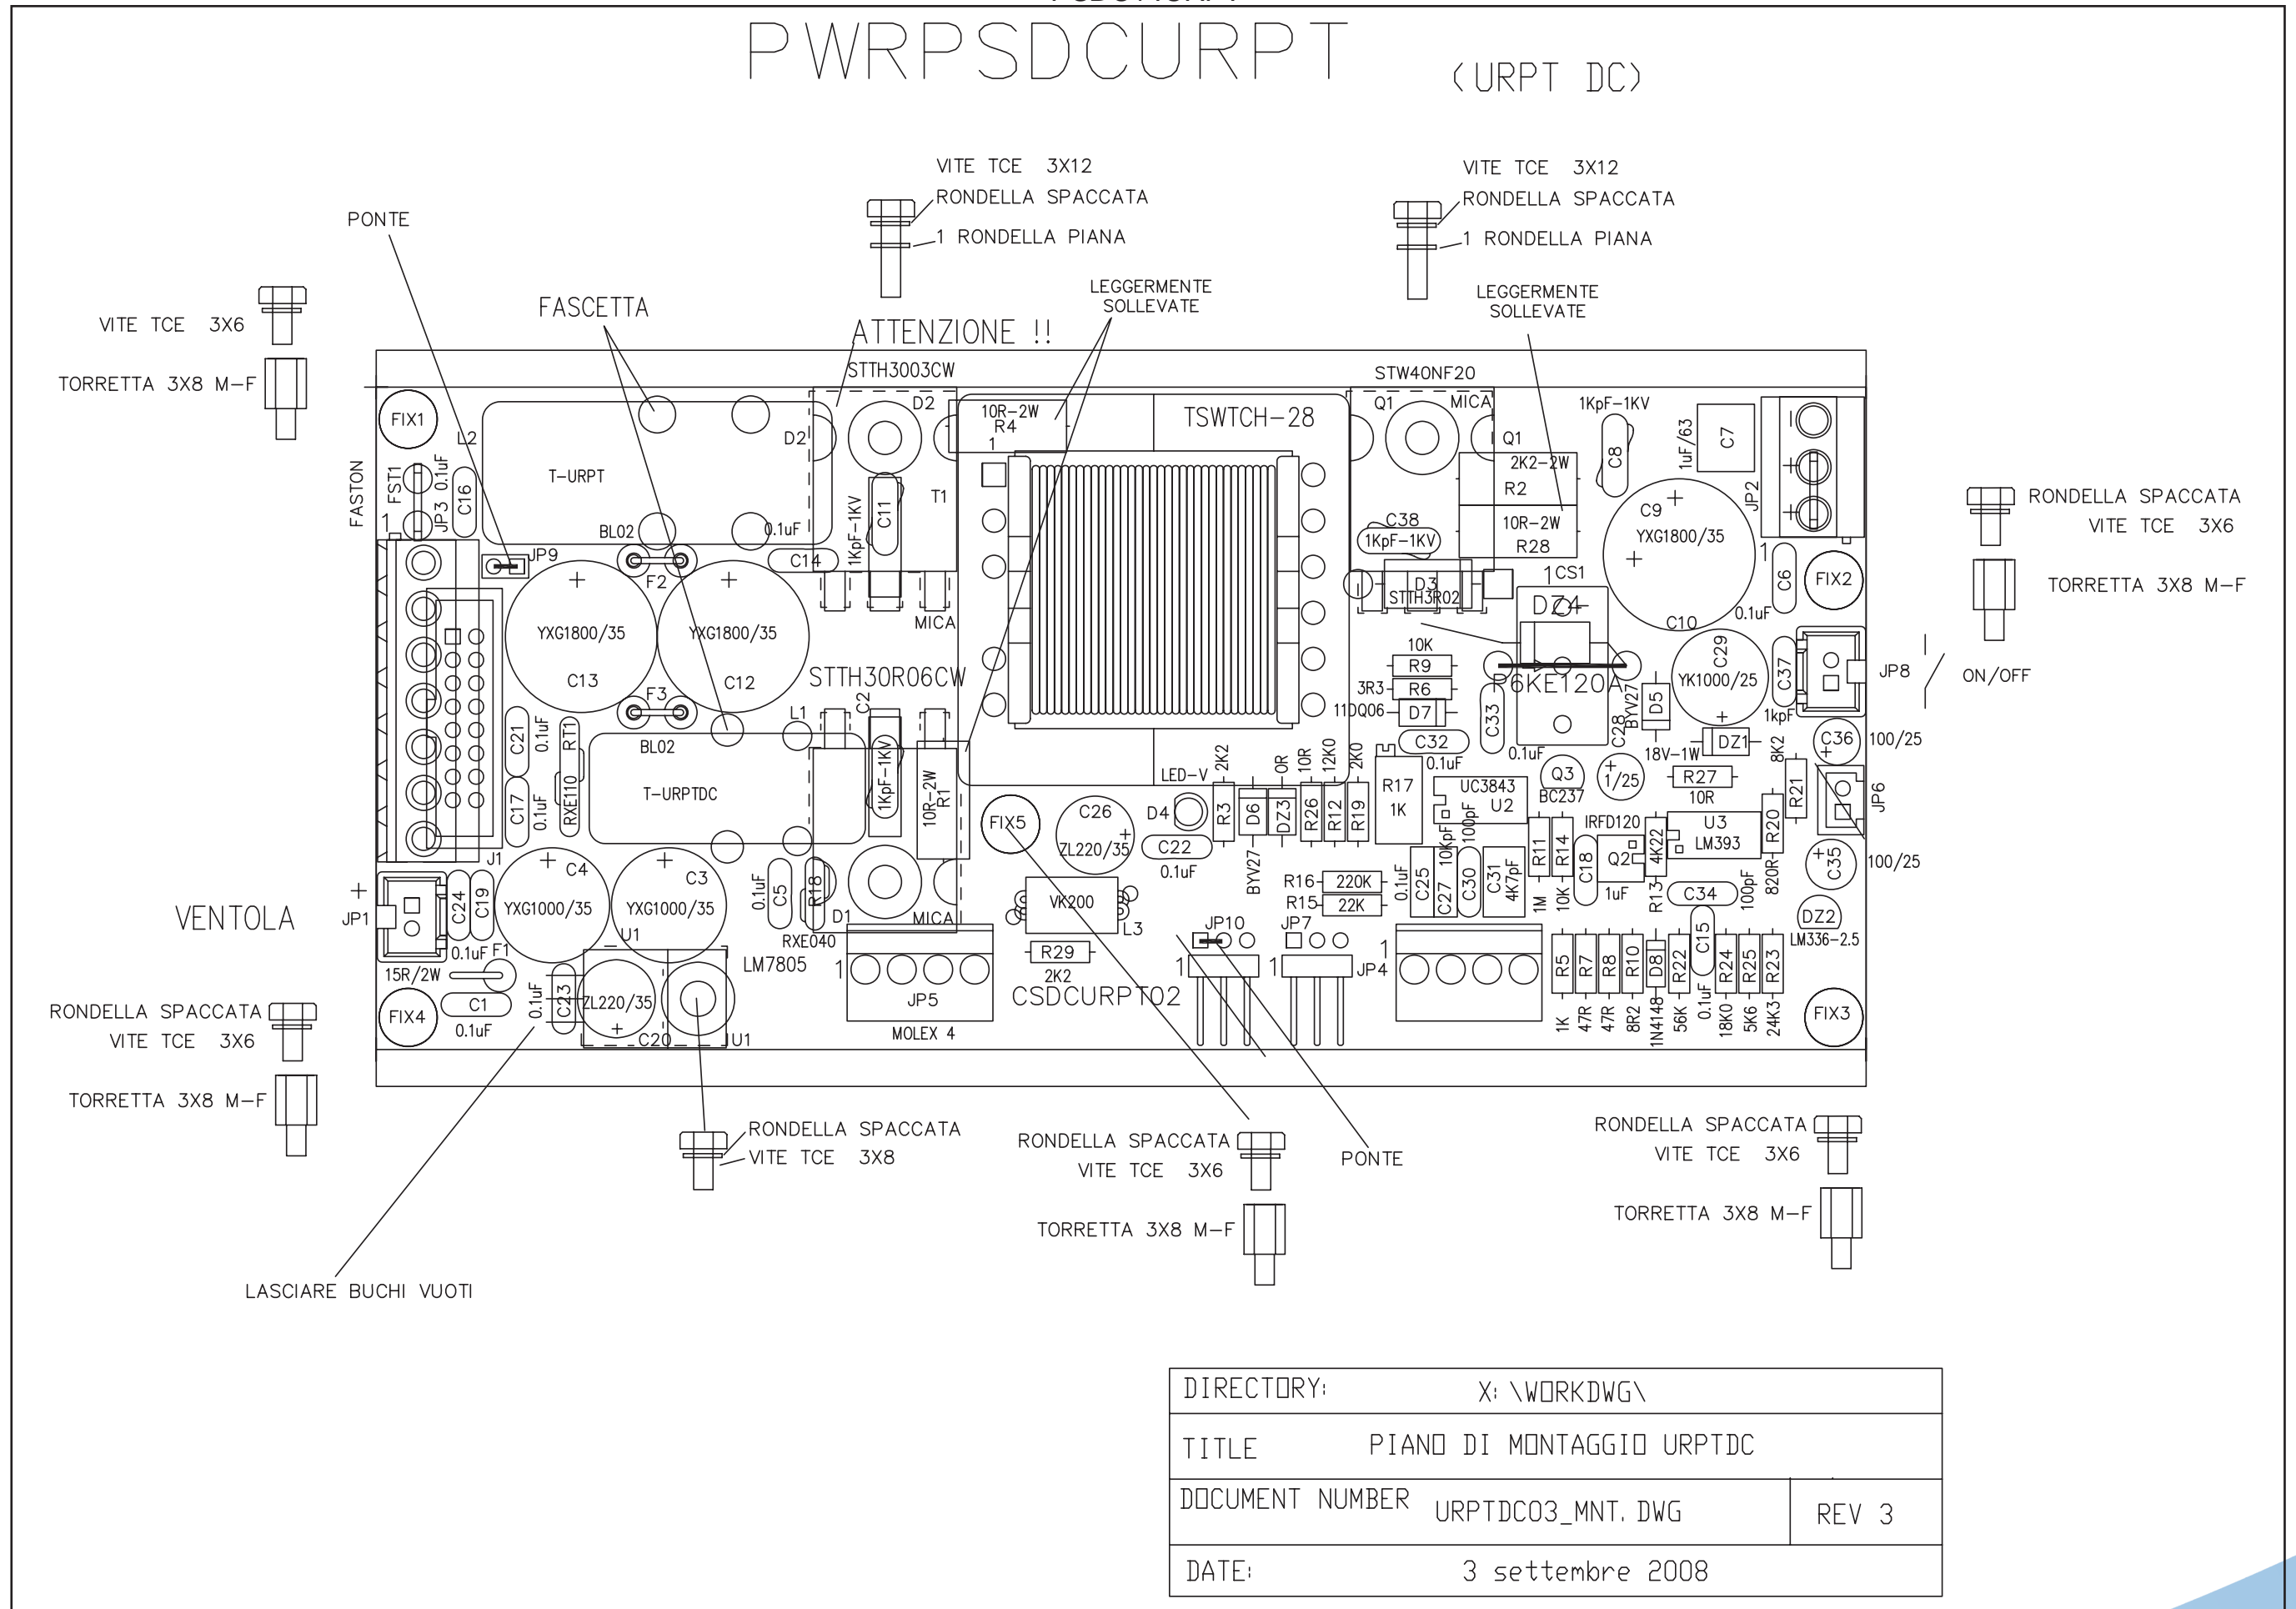 PWRPSDCURPT
(URPT DC)
VITE TCE 3X12
RONDELLA SPACCATA
1 RONDELLA PIANA
VITE TCE 3X12
RONDELLA SPACCATA
1 RONDELLA PIANA
PONTE
LEGGERMENTE
SOLLEVATE
LEGGERMENTE
SOLLEVATE
FASCETTA
ATTENZIONE !!
VITE TCE 3X6
TORRETTA 3X8 M-F
STTH3003CW
STW40NF20
FIX1
L2
D2
D2
10R-2W
R4
1
TSWTCH-28
Q1
MICA
Q1
1KpF-1KV
C8
1uF/63
C7
FASTON
FST1
JP3
0.1uF
C16
1
T-URPT
BL02
0.1uF
C14
1KpF-1KV
C11
T1
2K2-2W
R2
10R-2W
R28
C38
1KpF-1KV
C9
YXG1800/35
C10
JP2
1
C6
0.1uF
FIX2
RONDELLA SPACCATA
VITE TCE 3X6
TORRETTA 3X8 M-F
JP9
F2
YXG1800/35
C13
YXG1800/35
C12
MICA
D3
STTH3R02
1
CS1
DZ4
P6KE120A
STTH30R06CW
C2
F3
BL02
L1
10K
R9
3R3
R6
11DQ06
D7
C32
0.1uF
C33
0.1uF
C28
BYV27
D5
C29
YK1000/25
C37
1kpF
JP8
ON/OFF
18V-1W
DZ1
8K2
R21
C36
100/25
C21
0.1uF
C17
0.1uF
RT1
RXE110
T-URPTDC
1KpF-1KV
10R-2W
R1
FIX5
C26
ZL220/35
LED-V
D4
C22
0.1uF
2K2
R3
D6
BYV27
0R
DZ3
10R
R26
12K0
R12
2K0
R19
R17
1K
UC3843
U2
Q3
BC237
1/25
R27
10R
JP6
J1
JP1
VENTOLA
C24
C19
0.1uF
C4
YXG1000/35
C3
YXG1000/35
0.1uF
C5
R18
RXE040
D1
MICA
VK200
L3
R29
2K2
R16
220K
R15
22K
0.1uF
C25
C27
10KpF
C30
100pF
C31
4K7pF
R11
1M
R14
10K
C18
1uF
IRFD120
Q2
4K22
R13
U3
LM393
R20
820R
C35
100/25
C34
100pF
DZ2
LM336-2.5
C15
0.1uF
F1
15R/2W
C1
0.1uF
FIX4
0.1uF
C23
U1
ZL220/35
C20
U1
LM7805
1
JP5
MOLEX 4
CSDCURPT02
JP10
1
JP7
1
JP4
1
R5
1K
R7
47R
R8
47R
R10
8R2
D8
1N4148
R22
56K
R24
18K0
R25
5K6
R23
24K3
FIX3
RONDELLA SPACCATA
VITE TCE 3X6
TORRETTA 3X8 M-F
RONDELLA SPACCATA
VITE TCE 3X8
RONDELLA SPACCATA
VITE TCE 3X6
TORRETTA 3X8 M-F
PONTE
RONDELLA SPACCATA
VITE TCE 3X6
TORRETTA 3X8 M-F
LASCIARE BUCHI VUOTI
DIRECTORY: X:\WORKDWG\
TITLE PIANO DI MONTAGGIO URPTDC
DOCUMENT NUMBER URPTDC03_MNT.DWG REV 3
DATE: 3 settembre 2008